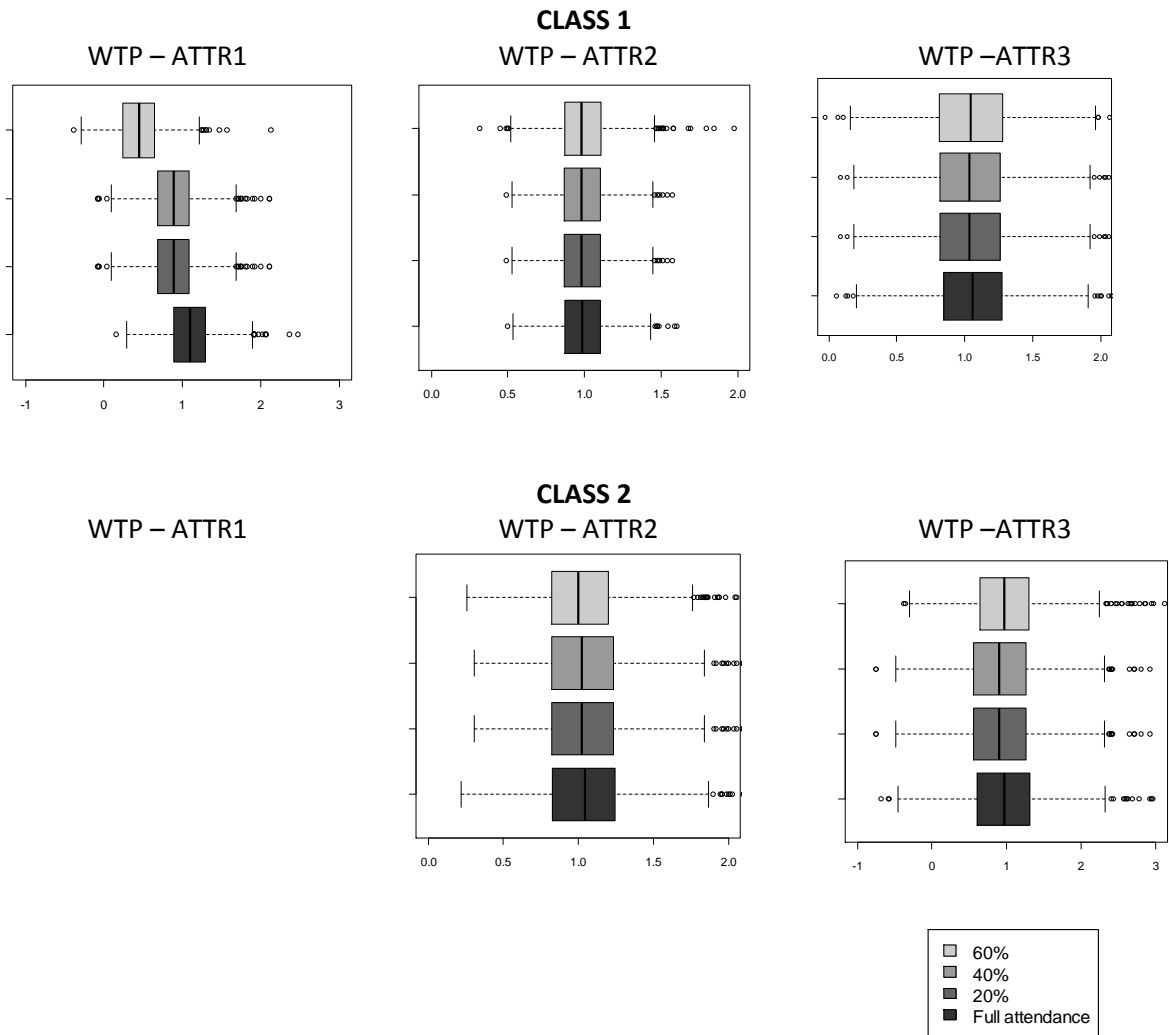 CLASS 1
WTP – ATTR1 WTP – ATTR2 WTP –ATTR3
-1 0 1 2 3
0.0 0.5 1.0 1.5 2.0
0.0 0.5 1.0 1.5 2.0
CLASS 2
WTP – ATTR1 WTP – ATTR2 WTP –ATTR3
0.0 0.5 1.0 1.5 2.0
-1 0 1 2 3
60%
40%
20%
Full attendance